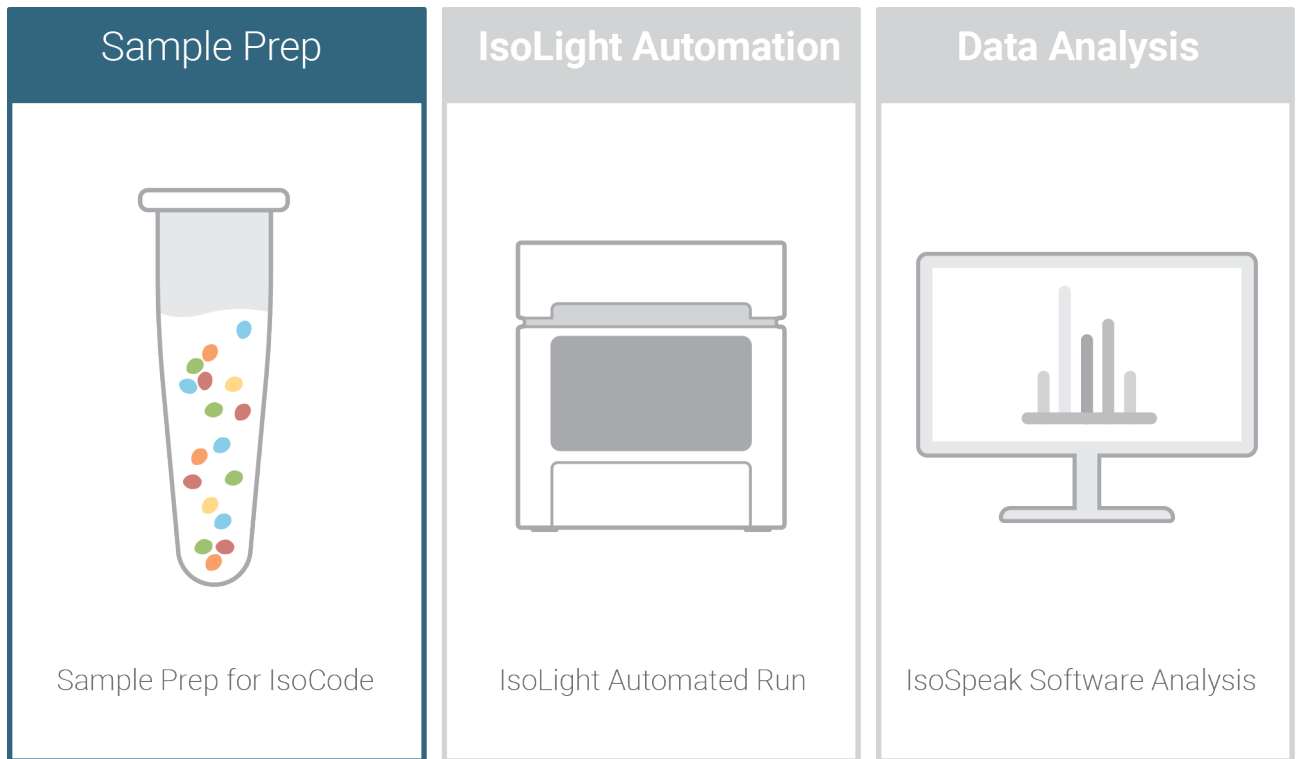 Sample Prep
IsoLight Automation
Data Analysis
Sample Prep for IsoCode
IsoLight Automated Run
IsoSpeak Software Analysis